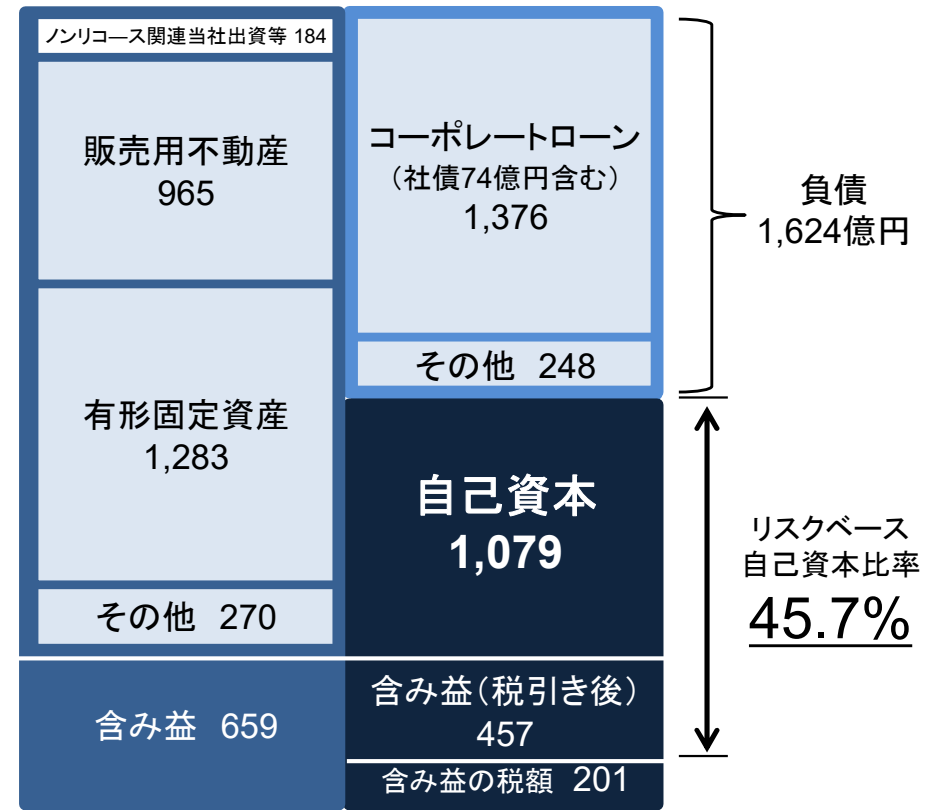 ノンリコ―ス関連当社出資等 184
販売用不動産
965
有形固定資産
1,283
その他 270
含み益 659
コーポレートローン
(社債74億円含む)
1,376
その他 248
自己資本
1,079
含み益(税引き後)
457
含み益の税額 201
負債
1,624億円
リスクベース
自己資本比率
45.7%